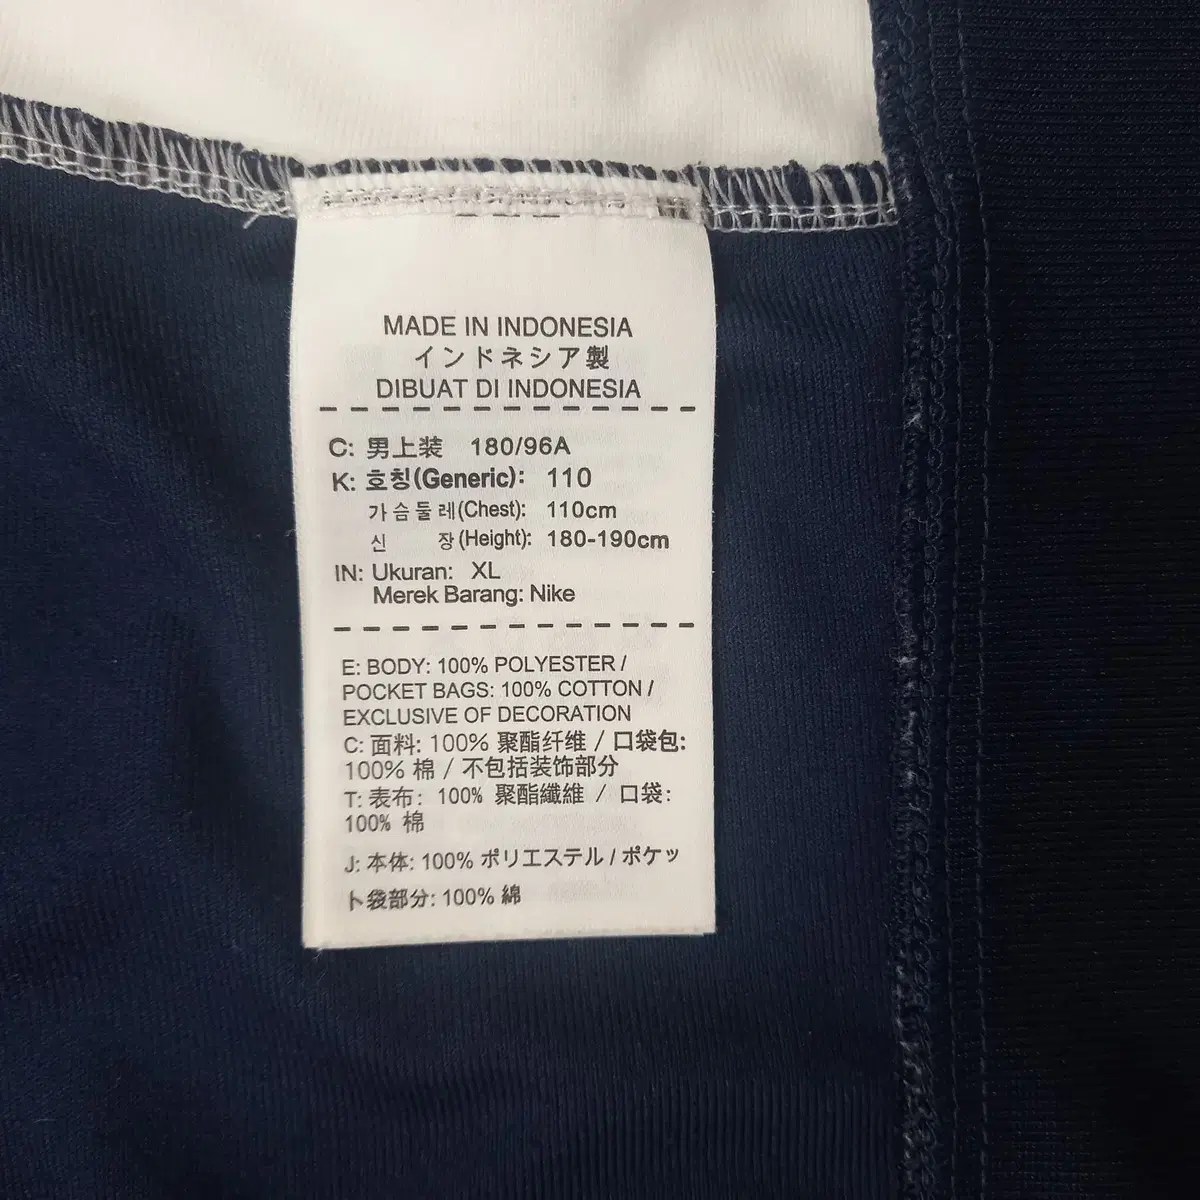 MADE IN INDONESIA
インドネシア製
DIBUAT DI INDONESIA
C: 男上装 180/96A
K: 호칭(Generic): 110
가슴둘레(Chest): 110cm
신 장(Height): 180-190cm
IN: Ukuran: XL
Merek Barang: Nike
E: BODY: 100% POLYESTER /
POCKET BAGS: 100% COTTON /
EXCLUSIVE OF DECORATION
C: 面料: 100% 聚酯纤维 / 口袋包:
100% 棉 / 不包括装饰部分
T: 表布: 100% 聚酯纖維 / 口袋:
100% 棉
J: 本体: 100% ポリエステル / ポケッ
ト袋部分: 100% 綿